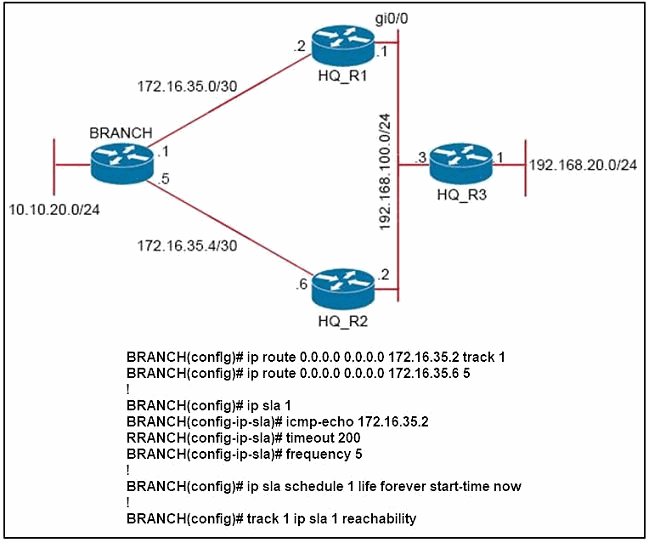 gi0/0
.2
.1
HQ_R1
172.16.35.0/30
BRANCH
.1
.5
10.10.20.0/24
192.168.100.0/24
.3
.1
192.168.20.0/24
HQ_R3
172.16.35.4/30
.6
.2
HQ_R2
BRANCH(config)# ip route 0.0.0.0 0.0.0.0 172.16.35.2 track 1
BRANCH(config)# ip route 0.0.0.0 0.0.0.0 172.16.35.6 5
!
BRANCH(config)# ip sla 1
BRANCH(config-ip-sla)# icmp-echo 172.16.35.2
RRANCH(config-ip-sla)# timeout 200
BRANCH(config-ip-sla)# frequency 5
!
BRANCH(config)# ip sla schedule 1 life forever start-time now
!
BRANCH(config)# track 1 ip sla 1 reachability